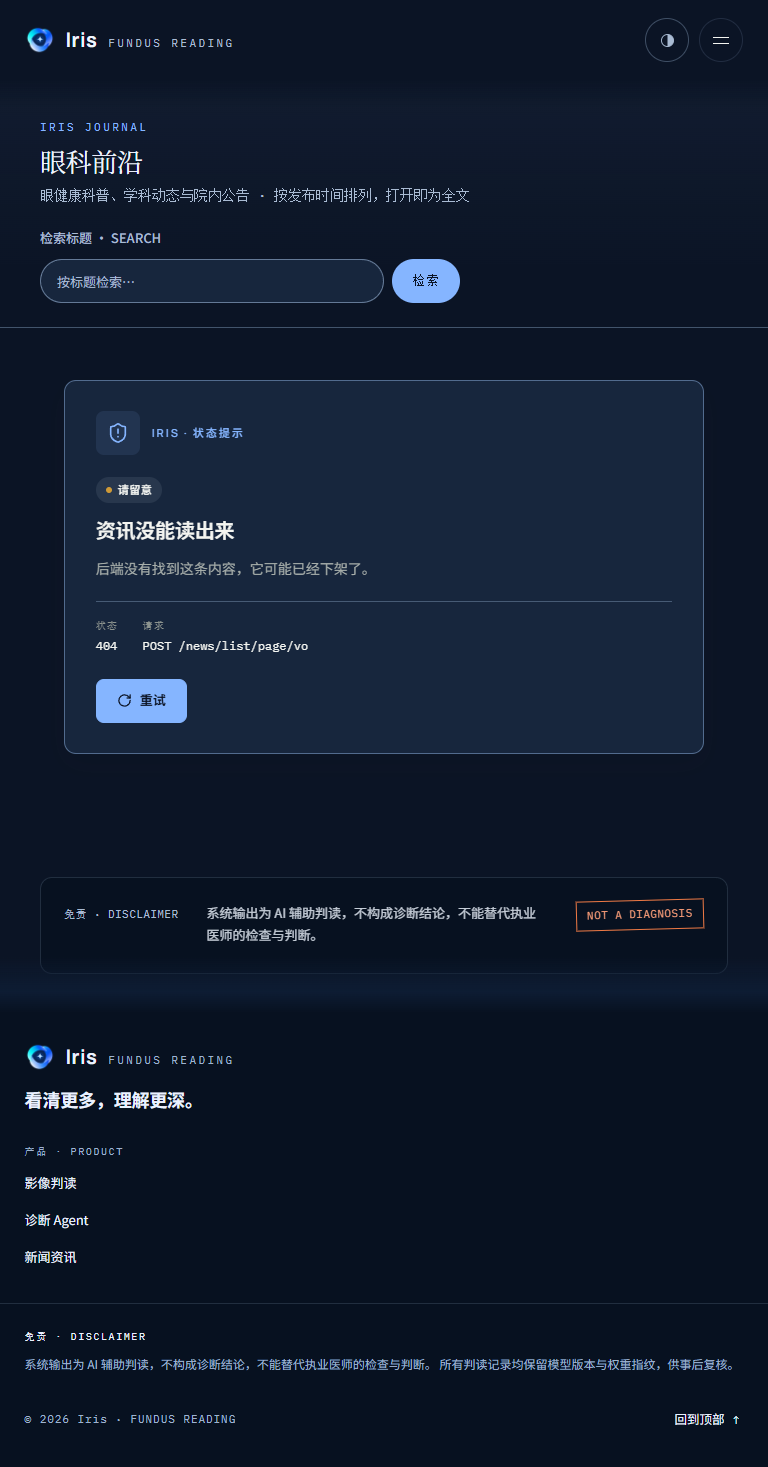 Iris FUNDUS READING
IRIS JOURNAL
眼科前沿
眼健康科普、学科动态与院内公告 · 按发布时间排列，打开即为全文
检索标题 · SEARCH
按标题检索…
检索
IRIS · 状态提示
请留意
资讯没能读出来
后端没有找到这条内容，它可能已经下架了。
状态 请求
404 POST /news/list/page/vo
重试
免责 · DISCLAIMER
系统输出为 AI 辅助判读，不构成诊断结论，不能替代执业
医师的检查与判断。
NOT A DIAGNOSIS
Iris FUNDUS READING
看清更多，理解更深。
产品 · PRODUCT
影像判读
诊断 Agent
新闻资讯
免责 · DISCLAIMER
系统输出为 AI 辅助判读，不构成诊断结论，不能替代执业医师的检查与判断。 所有判读记录均保留模型版本与权重指纹，供事后复核。
© 2026 Iris · FUNDUS READING
回到顶部 ↑